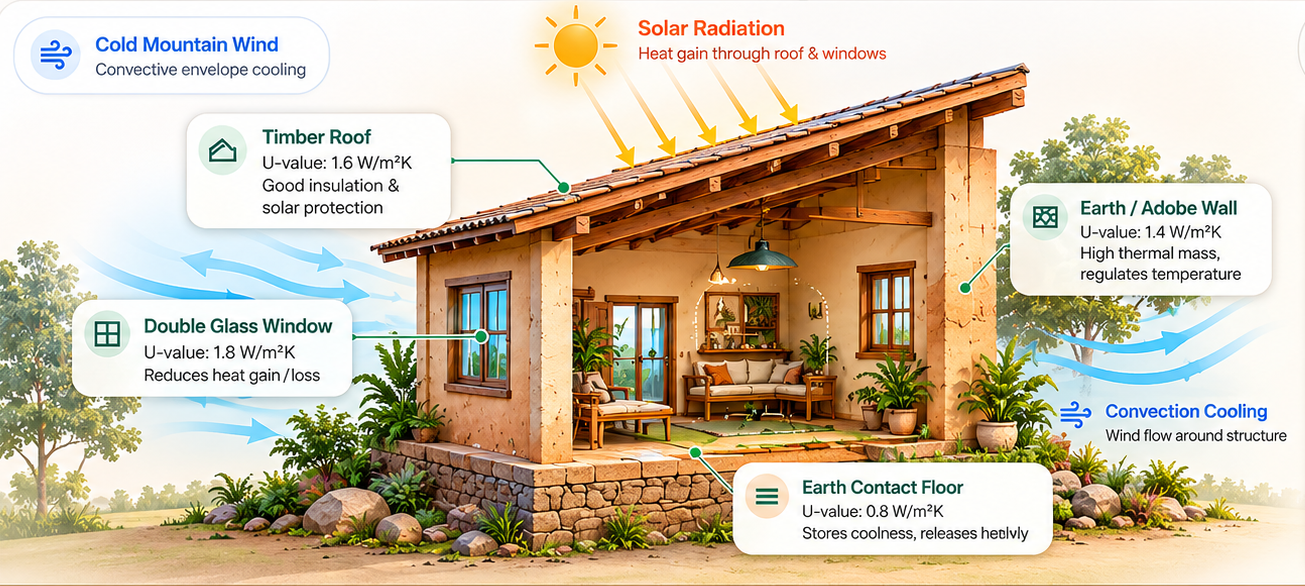 Cold Mountain Wind
Convective envelope cooling
Solar Radiation
Heat gain through roof & windows
Timber Roof
U-value: 1.6 W/m²K
Good insulation &
solar protection
Earth / Adobe Wall
U-value: 1.4 W/m²K
High thermal mass,
regulates temperature
Double Glass Window
U-value: 1.8 W/m²K
Reduces heat gain / loss
Convection Cooling
Wind flow around structure
Earth Contact Floor
U-value: 0.8 W/m²K
Stores coolness, releases